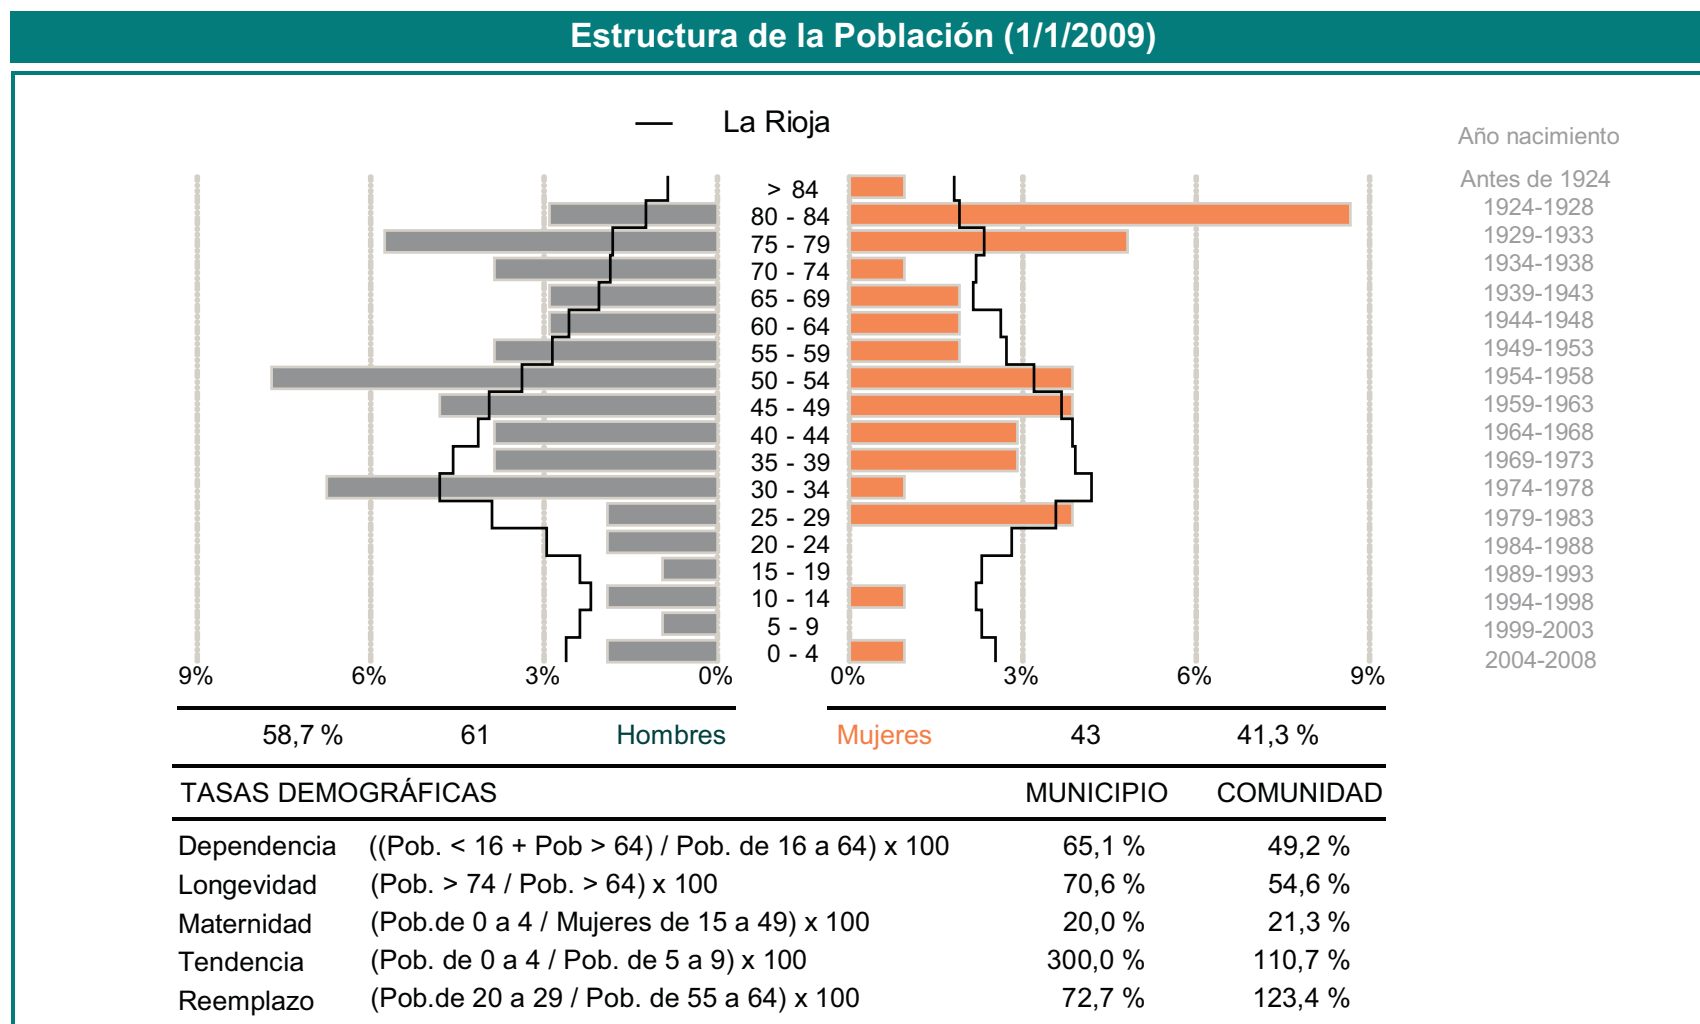 Estructura de la Población (1/1/2009)
La Rioja
Año nacimiento
> 84 Antes de 1924
80 - 84 1924-1928
75 - 79 1929-1933
70 - 74 1934-1938
65 - 69 1939-1943
60 - 64 1944-1948
55 - 59 1949-1953
50 - 54 1954-1958
45 - 49 1959-1963
40 - 44 1964-1968
35 - 39 1969-1973
30 - 34 1974-1978
25 - 29 1979-1983
20 - 24 1984-1988
15 - 19 1989-1993
10 - 14 1994-1998
5 - 9 1999-2003
0 - 4 2004-2008
9% 6% 3% 0% 0% 3% 6% 9%
58,7 % 61 Hombres Mujeres 43 41,3 %
TASAS DEMOGRÁFICAS MUNICIPIO COMUNIDAD
Dependencia ((Pob. < 16 + Pob > 64) / Pob. de 16 a 64) x 100 65,1 % 49,2 %
Longevidad (Pob. > 74 / Pob. > 64) x 100 70,6 % 54,6 %
Maternidad (Pob.de 0 a 4 / Mujeres de 15 a 49) x 100 20,0 % 21,3 %
Tendencia (Pob. de 0 a 4 / Pob. de 5 a 9) x 100 300,0 % 110,7 %
Reemplazo (Pob.de 20 a 29 / Pob. de 55 a 64) x 100 72,7 % 123,4 %